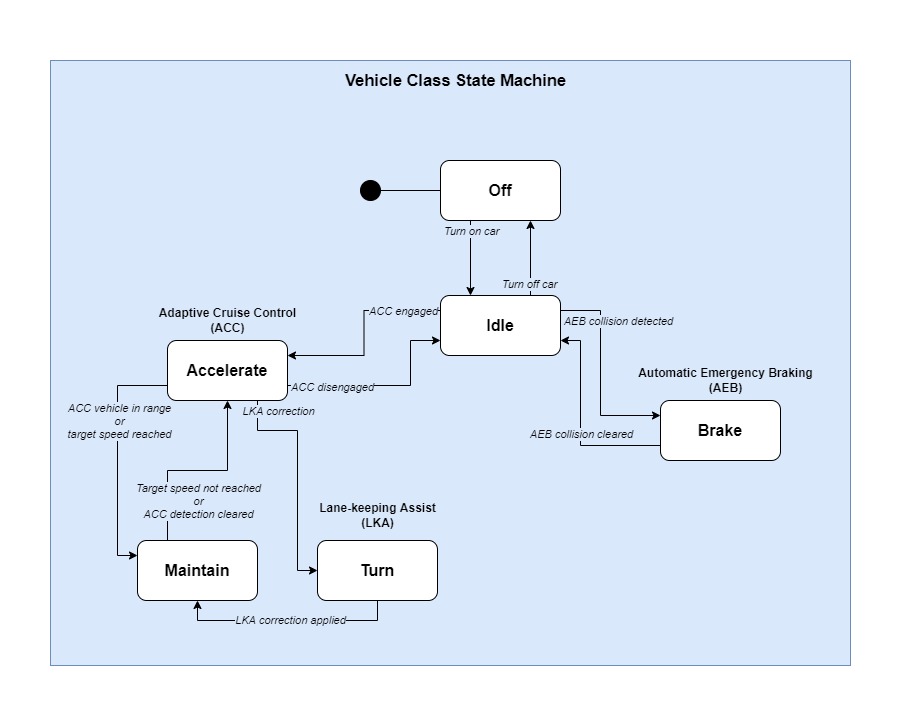 Vehicle Class State Machine
Off
Turn on car
Turn off car
Adaptive Cruise Control
(ACC)
ACC engaged
Idle
AEB collision detected
Accelerate
ACC disengaged
Automatic Emergency Braking
(AEB)
ACC vehicle in range
or
target speed reached
LKA correction
Brake
AEB collision cleared
Target speed not reached
or
ACC detection cleared
Lane-keeping Assist
(LKA)
Maintain
Turn
LKA correction applied